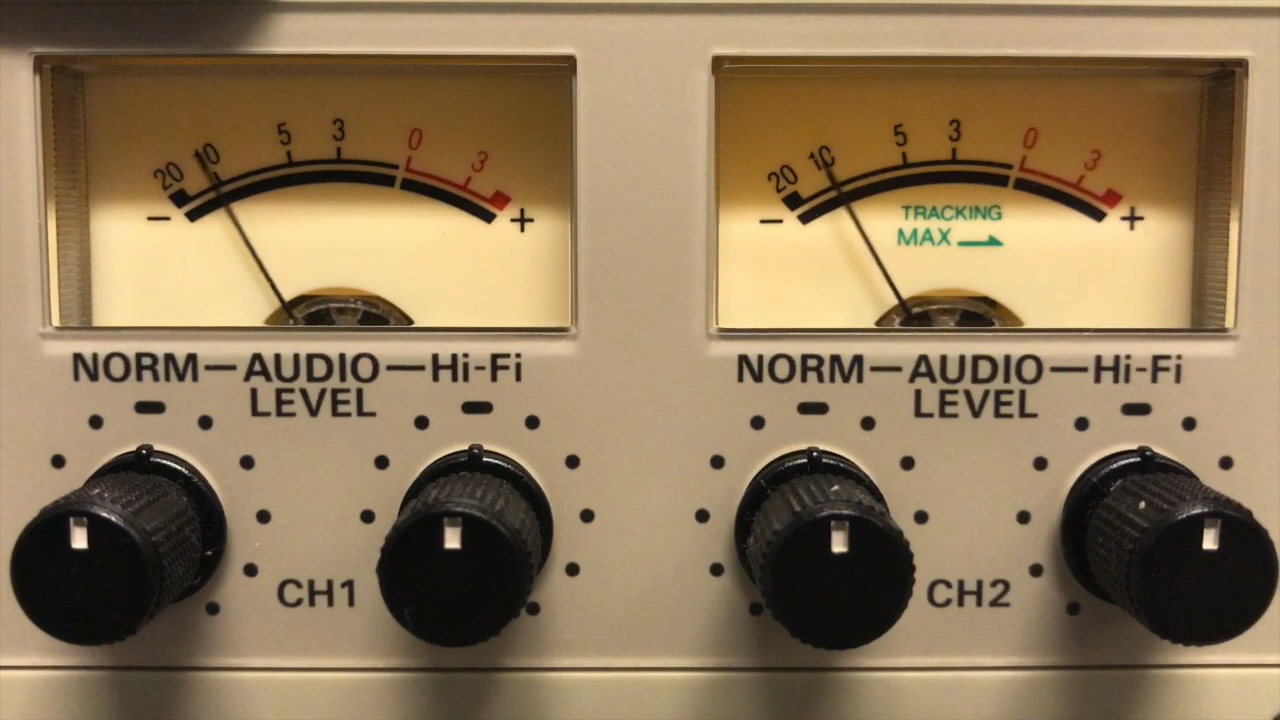 20 10 5 3 0 3
− +
20 10 5 3 0 3
− +
TRACKING
MAX
NORM—AUDIO—Hi-Fi
LEVEL
NORM—AUDIO—Hi-Fi
LEVEL
CH1
CH2